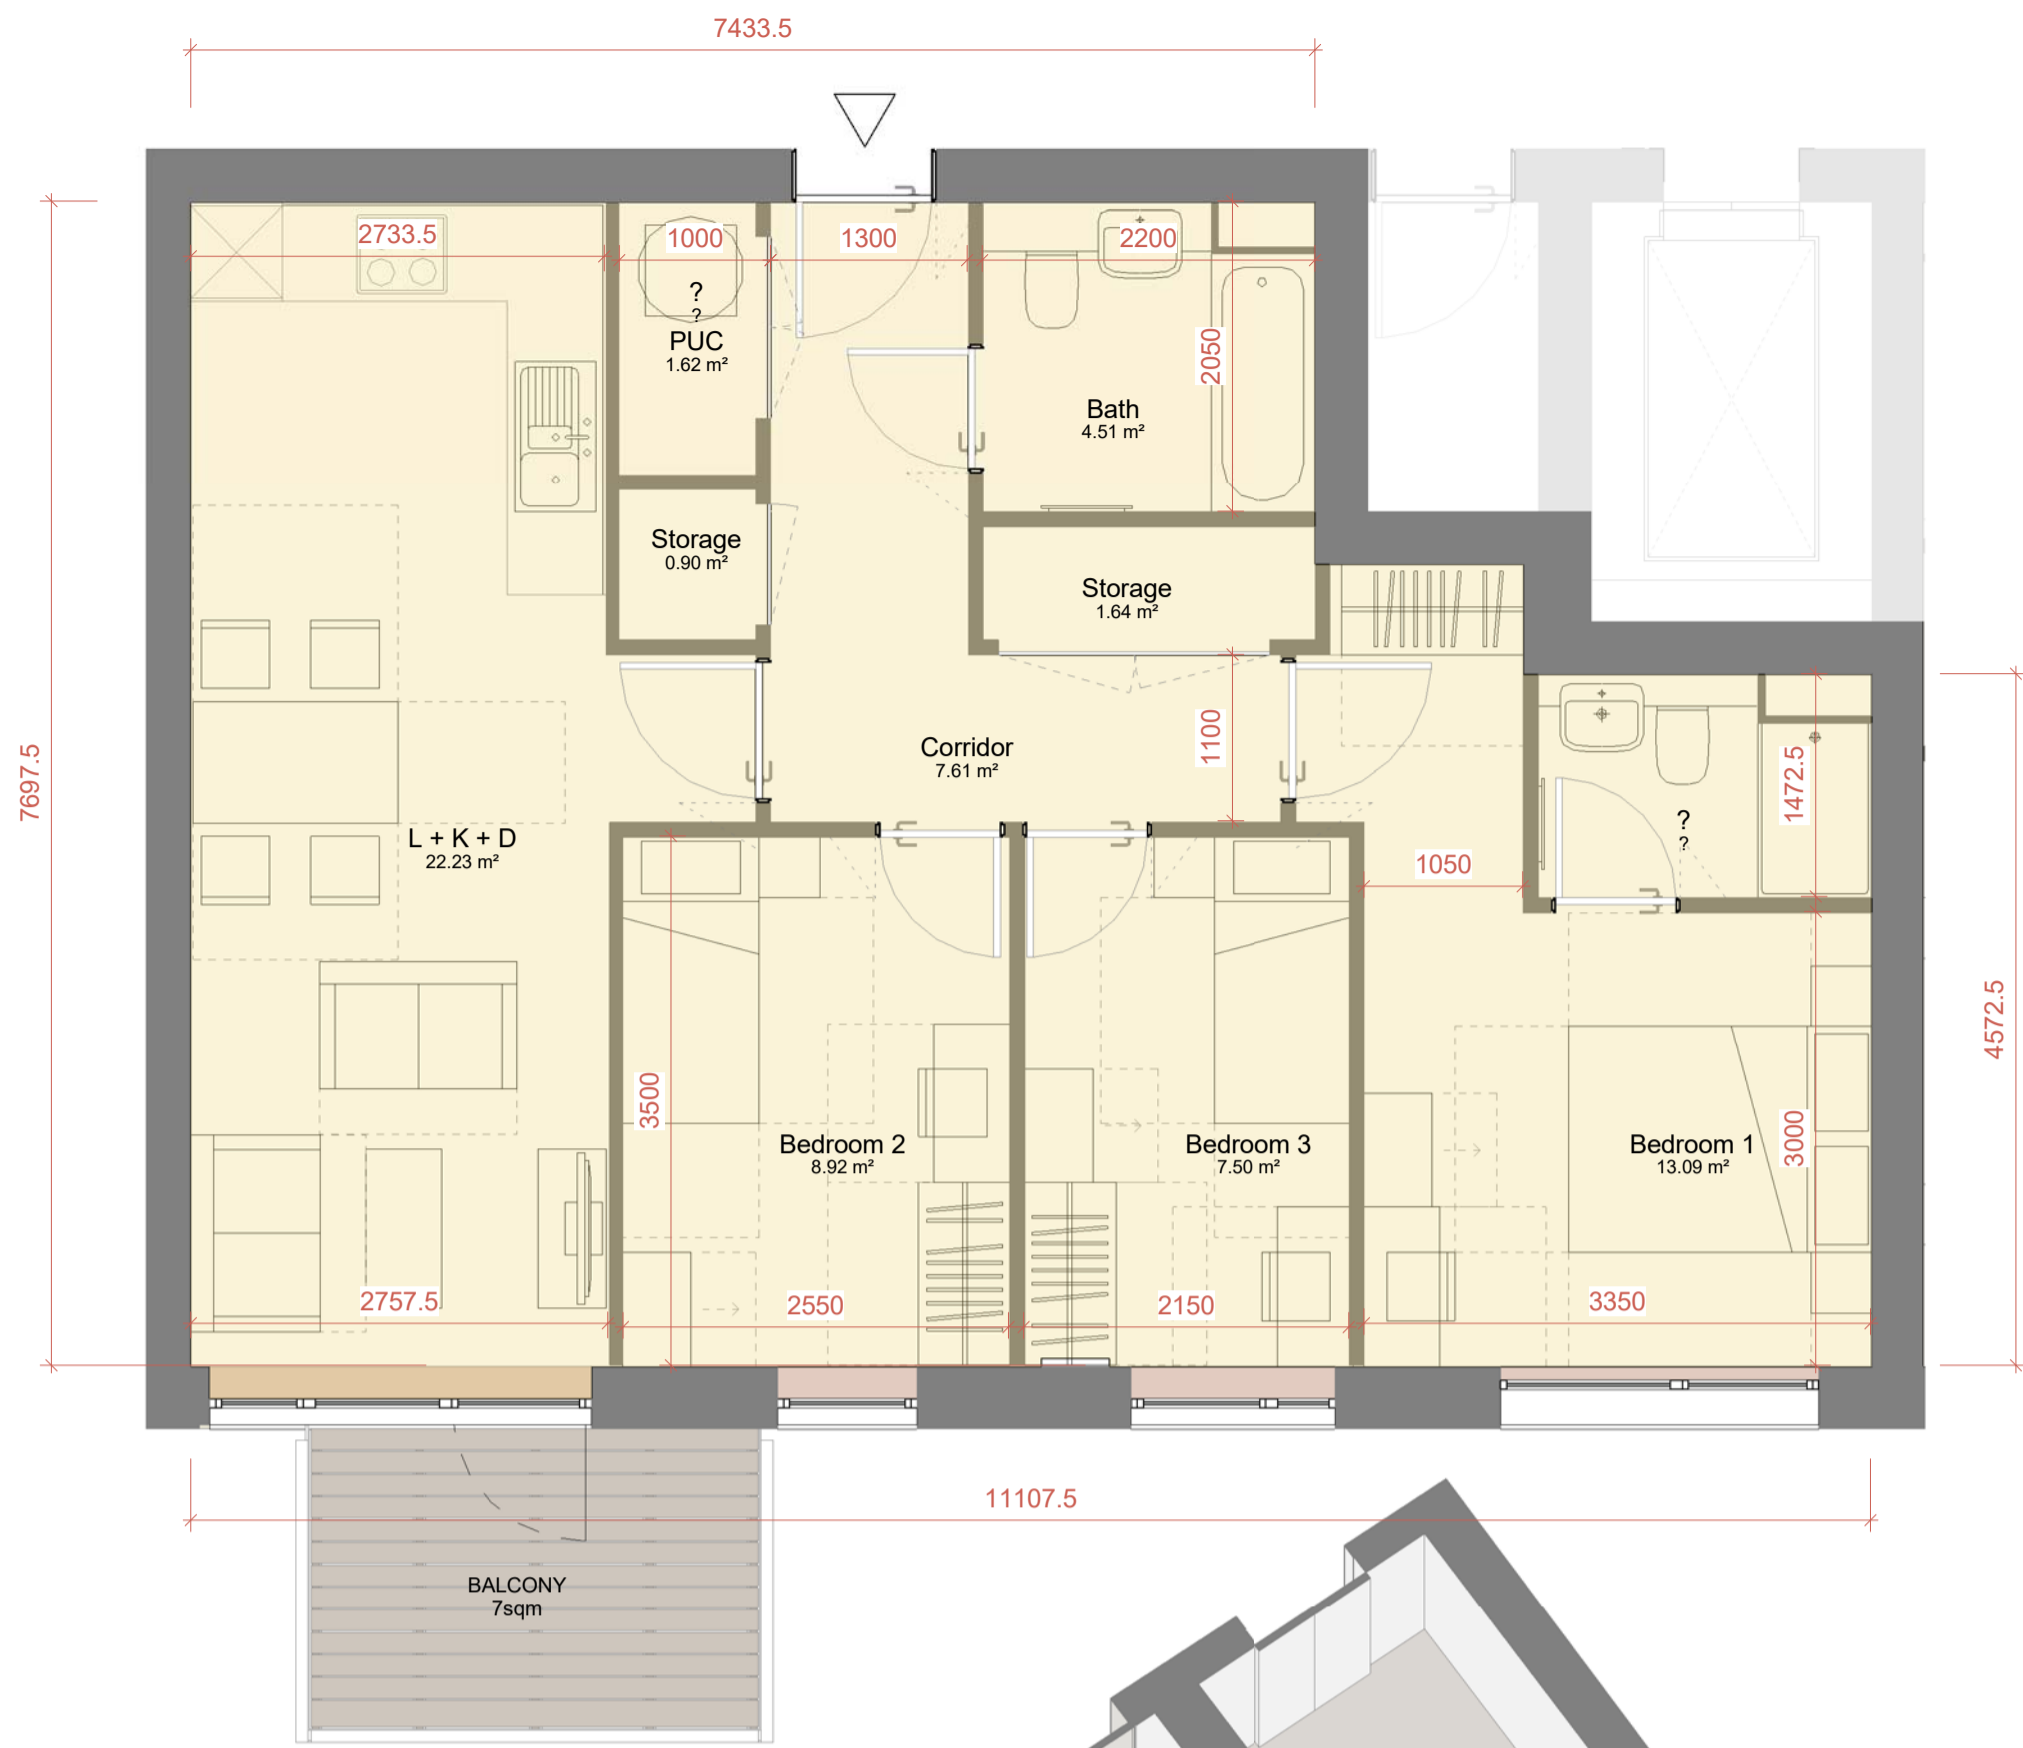 7433.5
2733.5
1000
1300
2200
?
?
PUC
1.62 m²
2050
Bath
4.51 m²
Storage
0.90 m²
Storage
1.64 m²
7697.5
1100
Corridor
7.61 m²
1472.5
?
?
L + K + D
22.23 m²
1050
4572.5
3500
Bedroom 2
8.92 m²
Bedroom 3
7.50 m²
Bedroom 1
13.09 m²
3000
2757.5
2550
2150
3350
11107.5
BALCONY
7sqm